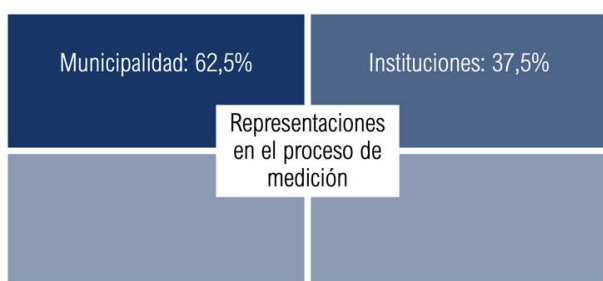 Municipalidad: 62,5%
Instituciones: 37,5%
Representaciones
en el proceso de
medición